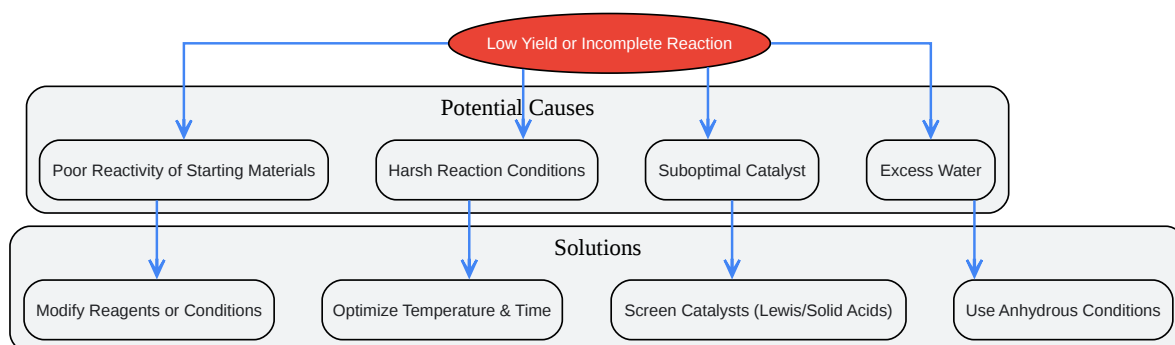 Low Yield or Incomplete Reaction
Potential Causes
Poor Reactivity of Starting Materials
Harsh Reaction Conditions
Suboptimal Catalyst
Excess Water
Solutions
Modify Reagents or Conditions
Optimize Temperature & Time
Screen Catalysts (Lewis/Solid Acids)
Use Anhydrous Conditions